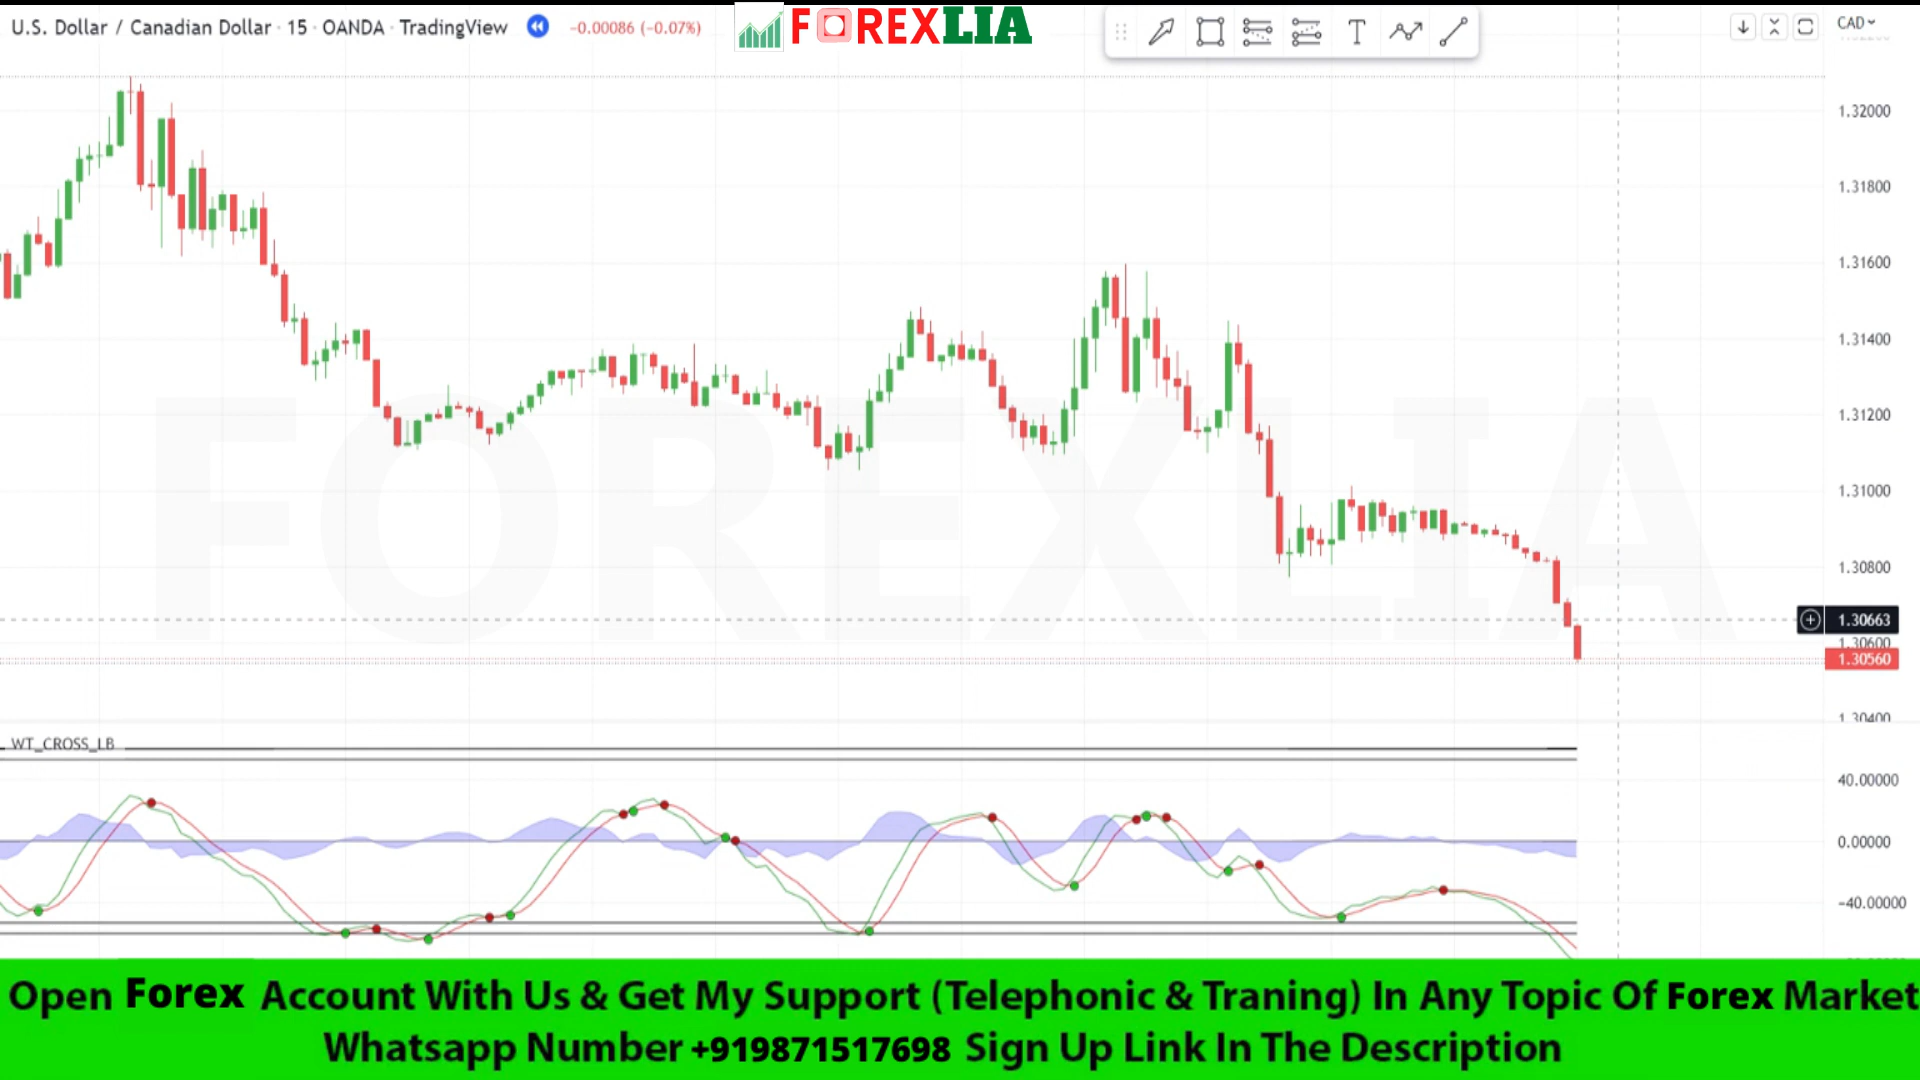 U.S. Dollar / Canadian Dollar · 15 · OANDA · TradingView
-0.00086 (-0.07%)
FOREXLIA
T
CAD
1.32000
1.31800
1.31600
1.31400
1.31200
1.31000
1.30800
1.30663
1.30600
1.30560
1.30400
FOREXLIA
WT_CROSS_LB
40.00000
0.00000
-40.00000
Open Forex Account With Us & Get My Support (Telephonic & Traning) In Any Topic Of Forex Market
Whatsapp Number +919871517698 Sign Up Link In The Description